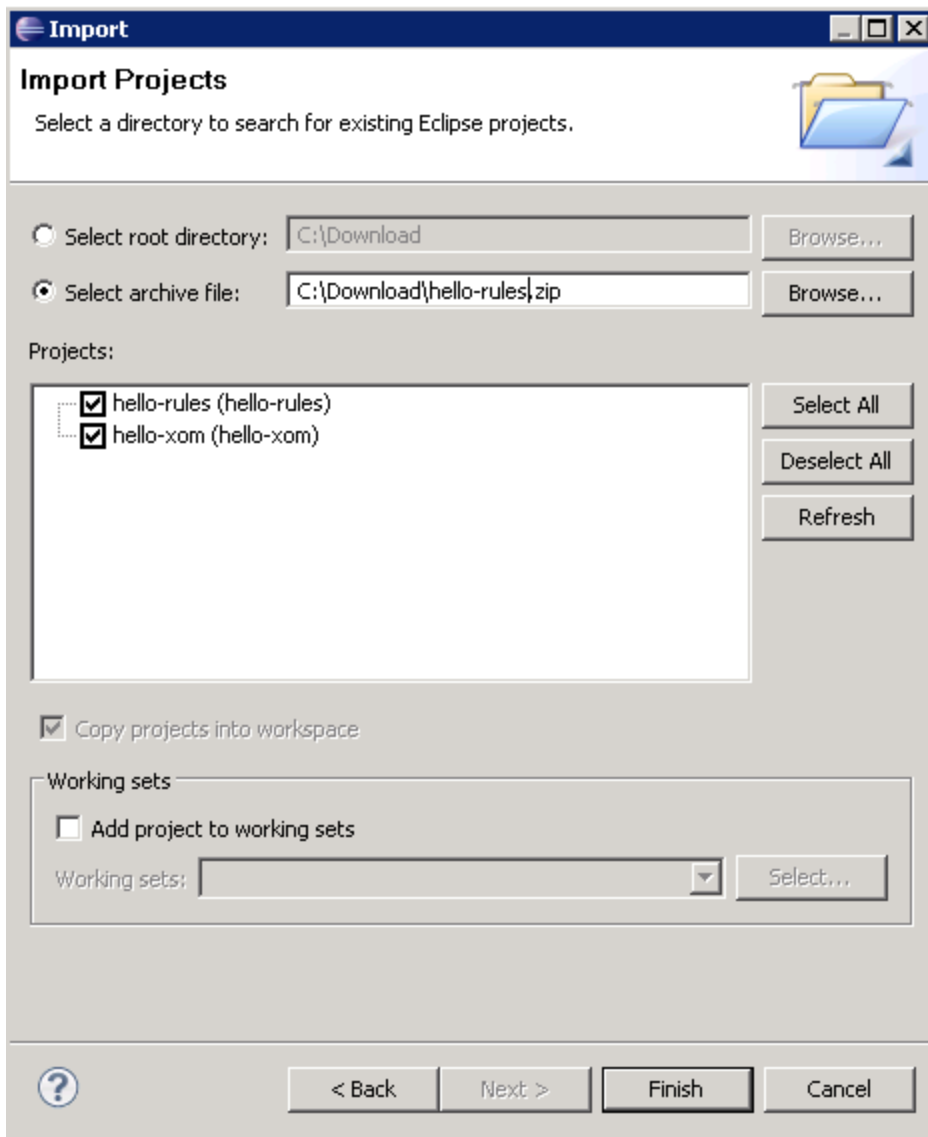 Import
Import Projects
Select a directory to search for existing Eclipse projects.
Select root directory: C:\Download Browse...
Select archive file: C:\Download\hello-rules.zip Browse...
Projects:
hello-rules (hello-rules) Select All
hello-xom (hello-xom)
Deselect All
Refresh
Copy projects into workspace
Working sets
Add project to working sets
Working sets: Select...
? < Back Next > Finish Cancel